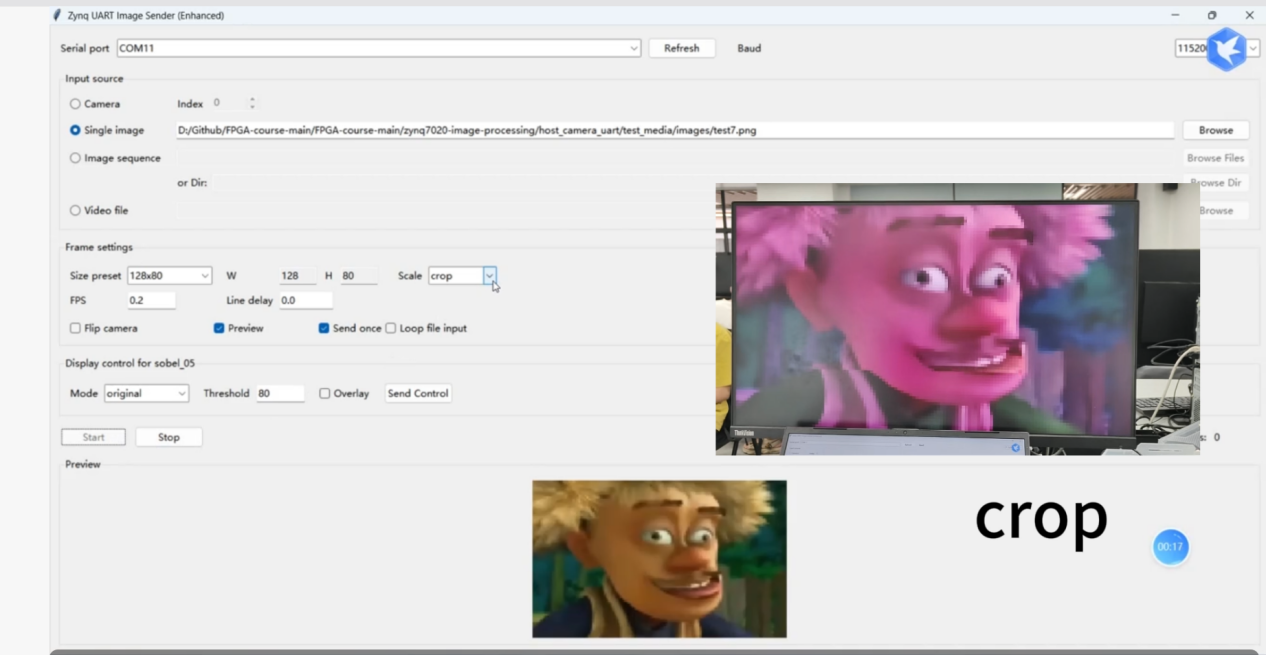 Zynq UART Image Sender (Enhanced)
Serial port COM11 Refresh Baud 11520
Input source
Camera Index 0
Single image D:/Github/FPGA-course-main/FPGA-course-main/zynq7020-image-processing/host_camera_uart/test_media/images/test7.png Browse
Image sequence Browse Files
or Dir: Browse Dir
Video file Browse
Frame settings
Size preset 128x80 W 128 H 80 Scale crop
FPS 0.2 Line delay 0.0
Flip camera Preview Send once Loop file input
Display control for sobel_05
Mode original Threshold 80 Overlay Send Control
Start Stop s: 0
Preview
ThinkVision
crop
00:17